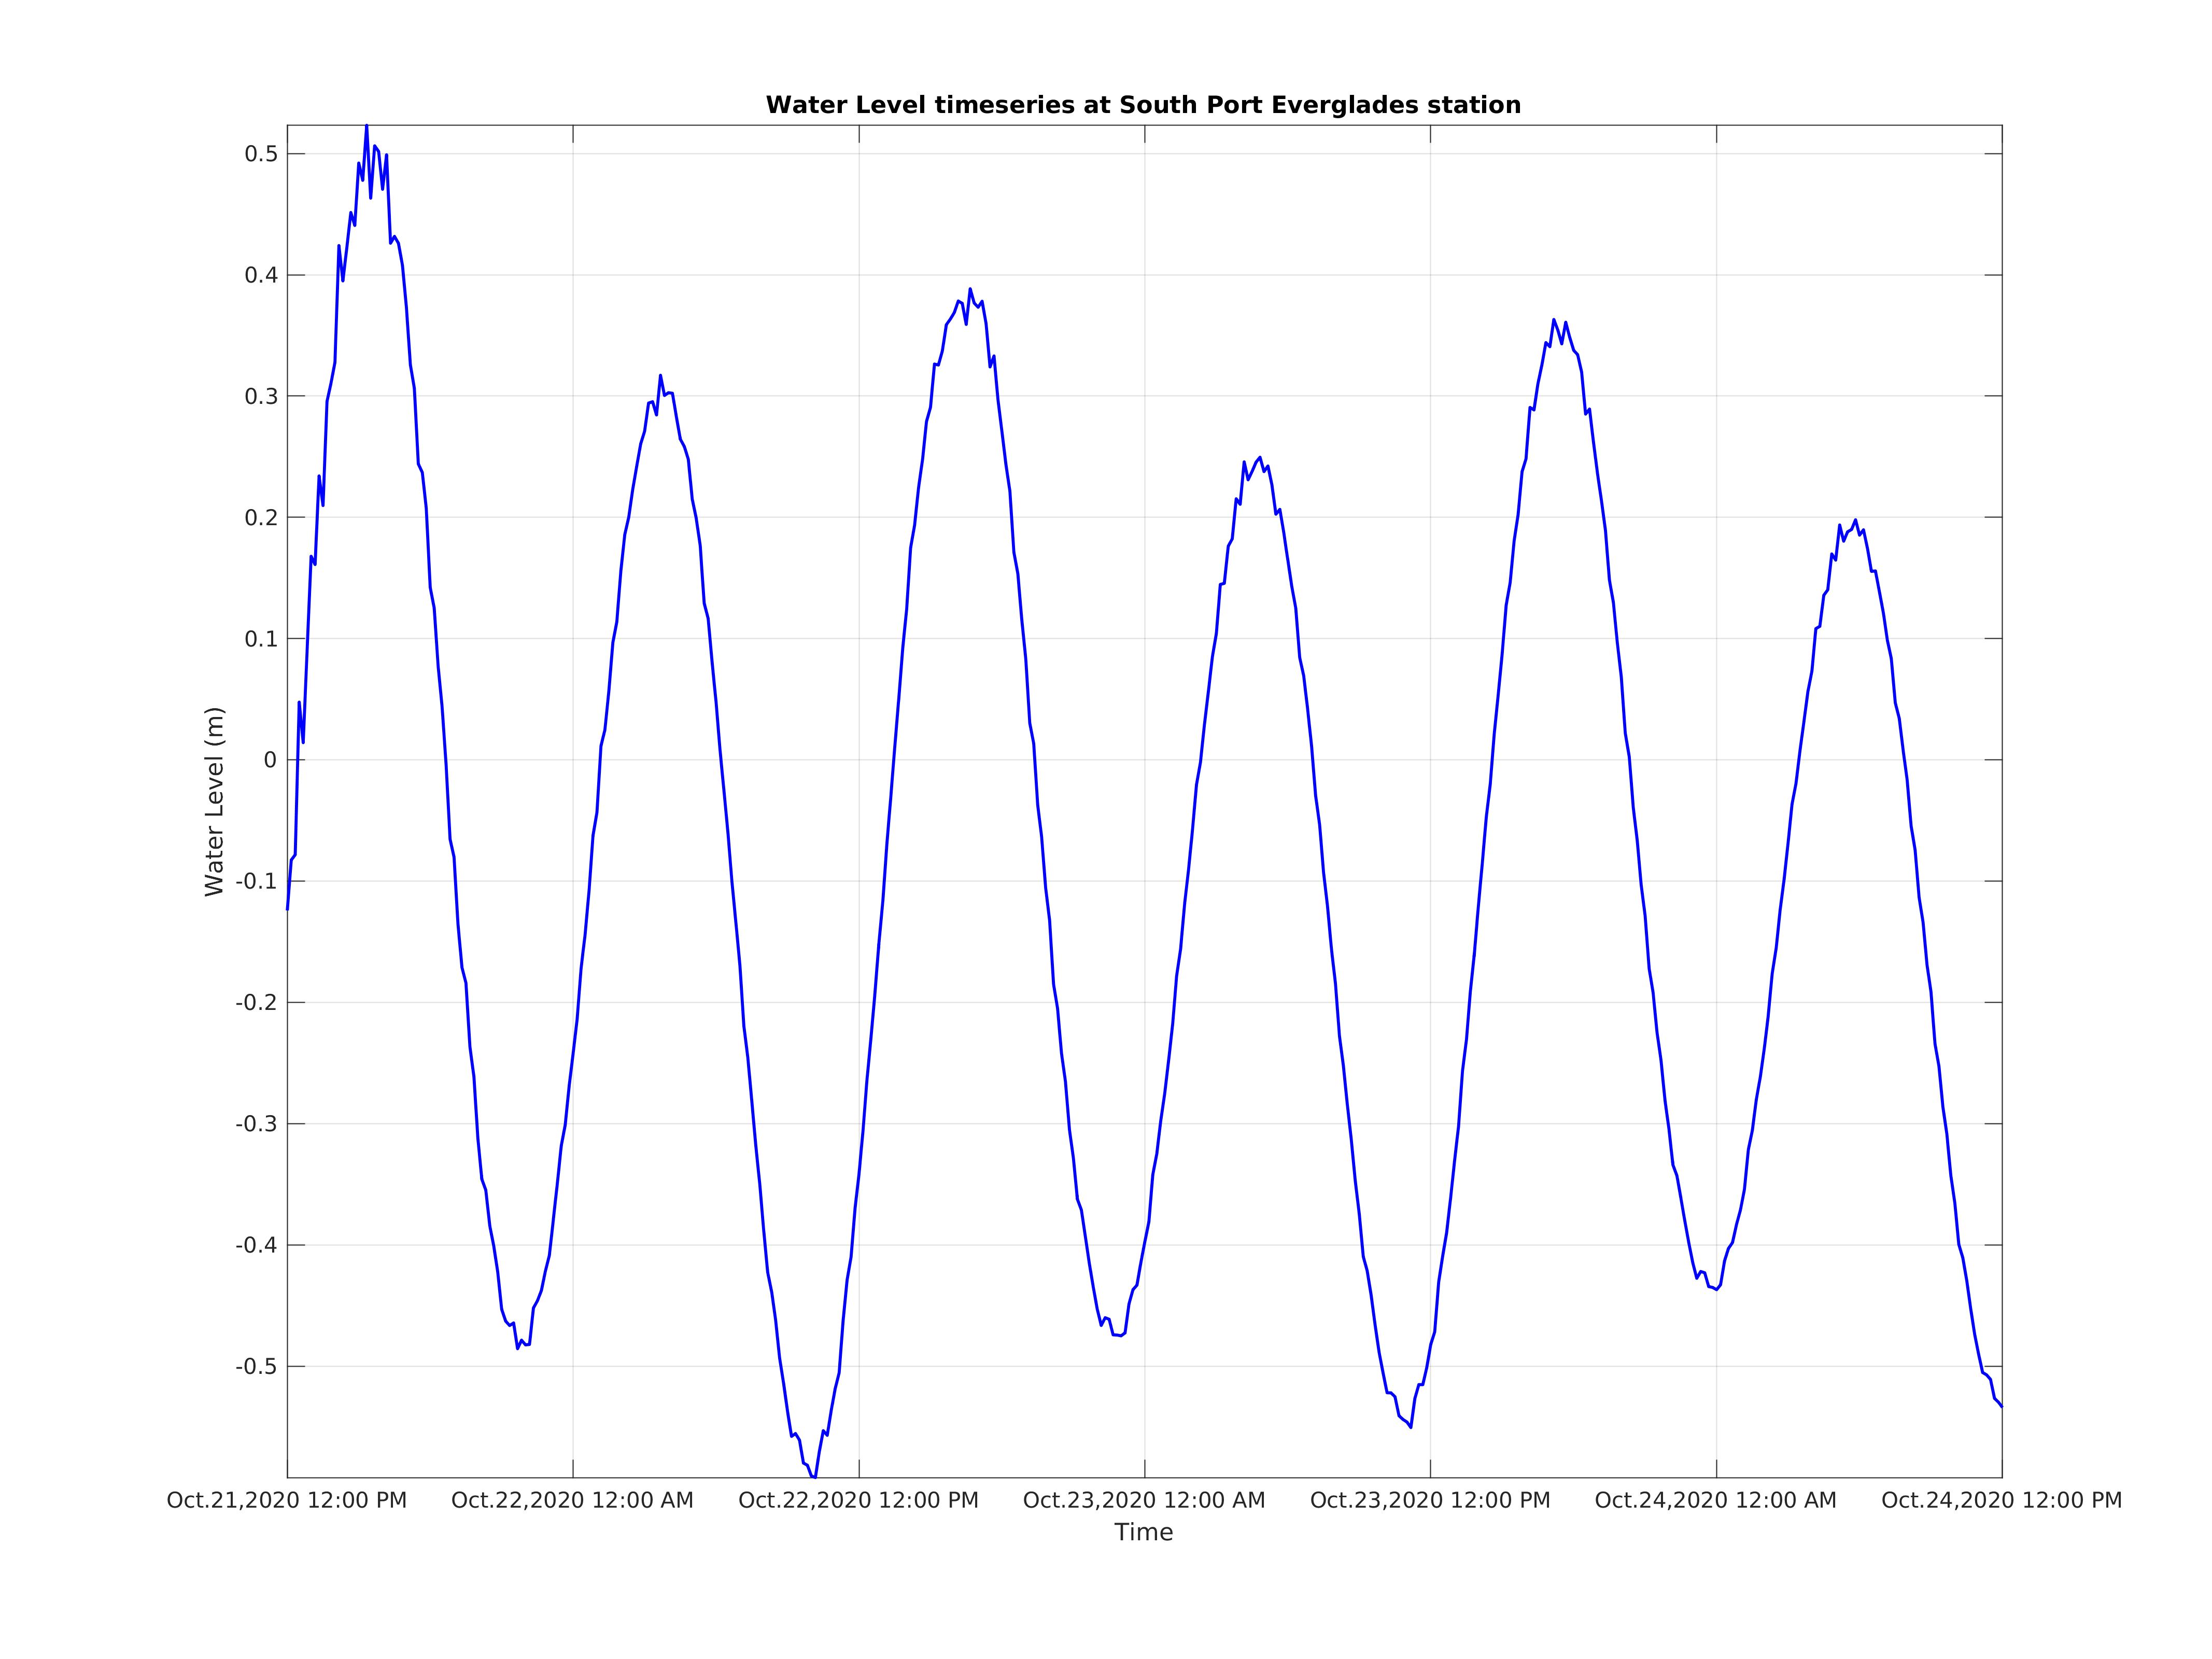 Water Level timeseries at South Port Everglades station
0.5
0.4
0.3
0.2
0.1
0
-0.1
-0.2
-0.3
-0.4
-0.5
Water Level (m)
Oct.21,2020 12:00 PM
Oct.22,2020 12:00 AM
Oct.22,2020 12:00 PM
Oct.23,2020 12:00 AM
Oct.23,2020 12:00 PM
Oct.24,2020 12:00 AM
Oct.24,2020 12:00 PM
Time